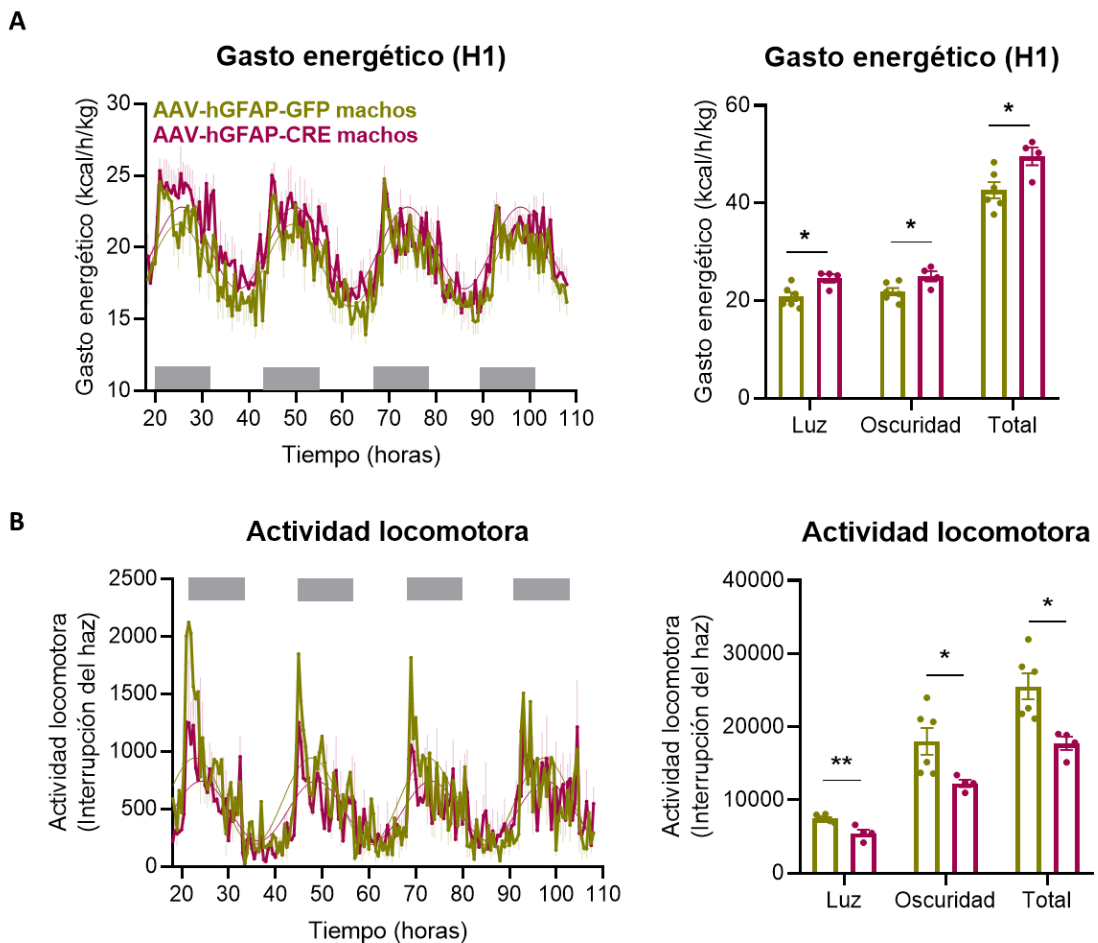 A
Gasto energético (H1)
Gasto energético (kcal/h/kg)
30
25
20
15
10
AAV-hGFAP-GFP machos
AAV-hGFAP-CRE machos
20 30 40 50 60 70 80 90 100 110
Tiempo (horas)
Gasto energético (H1)
Gasto energético (kcal/h/kg)
60
40
20
0
*
*
*
Luz Oscuridad Total
B
Actividad locomotora
Actividad locomotora
(Interrupción del haz)
2500
2000
1500
1000
500
0
20 30 40 50 60 70 80 90 100 110
Tiempo (horas)
Actividad locomotora
Actividad locomotora
(Interrupción del haz)
40000
30000
20000
10000
0
**
*
*
Luz Oscuridad Total